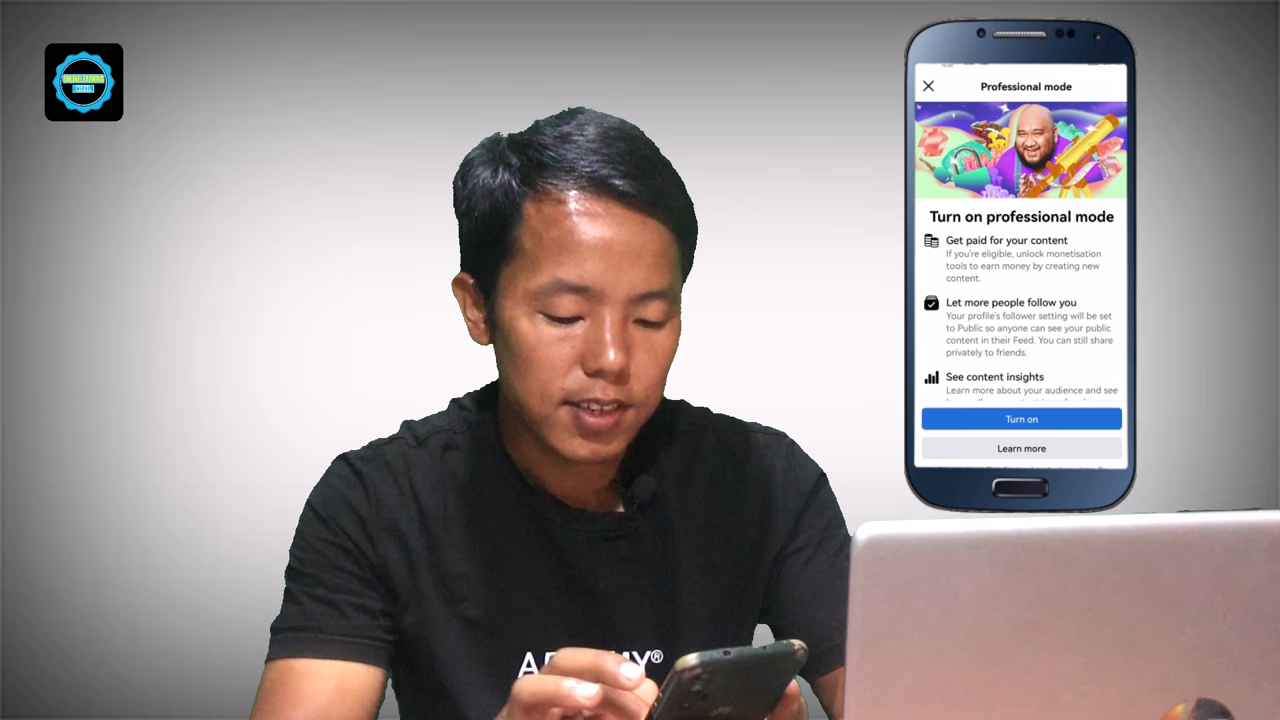 ONLINE LEARNING
NEPAL
Professional mode
Turn on professional mode
Get paid for your content
If you're eligible, unlock monetisation
tools to earn money by creating new
content.
Let more people follow you
Your profile's follower setting will be set
to Public so anyone can see your public
content in their Feed. You can still share
privately to friends.
See content insights
Learn more about your audience and see
Turn on
Learn more